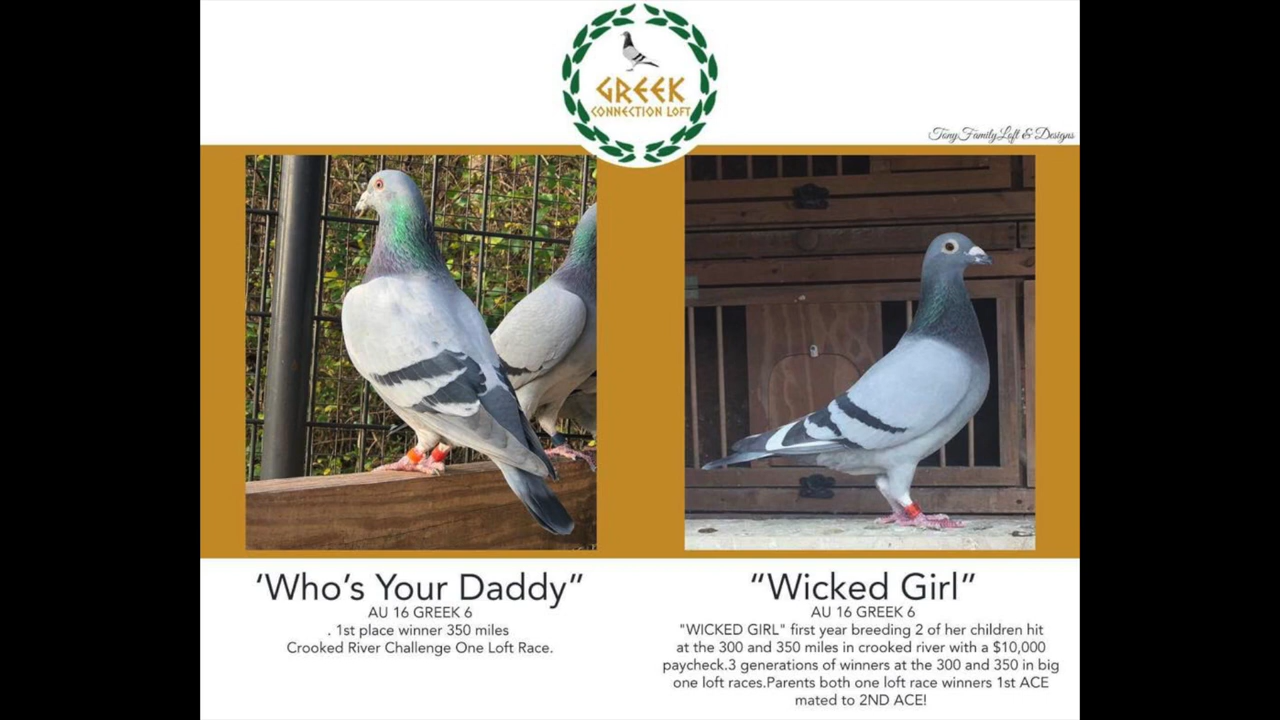 GREEK
CONNECTION LOFT
TonyFamilyLoft & Designs
‘Who’s Your Daddy”
AU 16 GREEK 6
. 1st place winner 350 miles
Crooked River Challenge One Loft Race.
“Wicked Girl”
AU 16 GREEK 6
"WICKED GIRL" first year breeding 2 of her children hit
at the 300 and 350 miles in crooked river with a $10,000
paycheck.3 generations of winners at the 300 and 350 in big
one loft races.Parents both one loft race winners 1st ACE
mated to 2ND ACE!